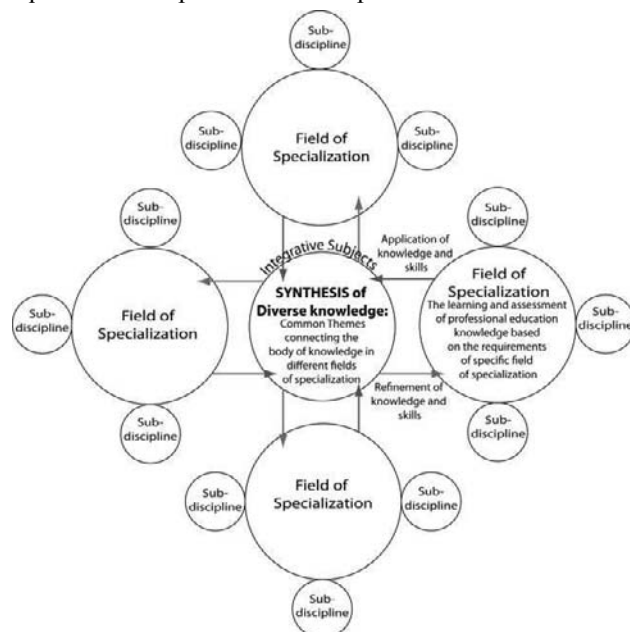 Sub-
discipline
Sub-
discipline
Sub-
discipline
Field of
Specialization
Sub-
discipline
Sub-
discipline
Integrative Subjects
Application of
knowledge and
skills
Sub-
discipline
Field of
Specialization
SYNTHESIS of
Diverse knowledge:
Common Themes
connecting the
body of knowledge in
different fields
of specialization
Field of
Specialization
The learning and assessment
of professional education
knowledge based
on the requirements
of specific field
of specialization
Sub-
discipline
Sub-
discipline
Refinement of
knowledge and
skills
Sub-
discipline
Sub-
discipline
Field of
Specialization
Sub-
discipline
Sub-
discipline